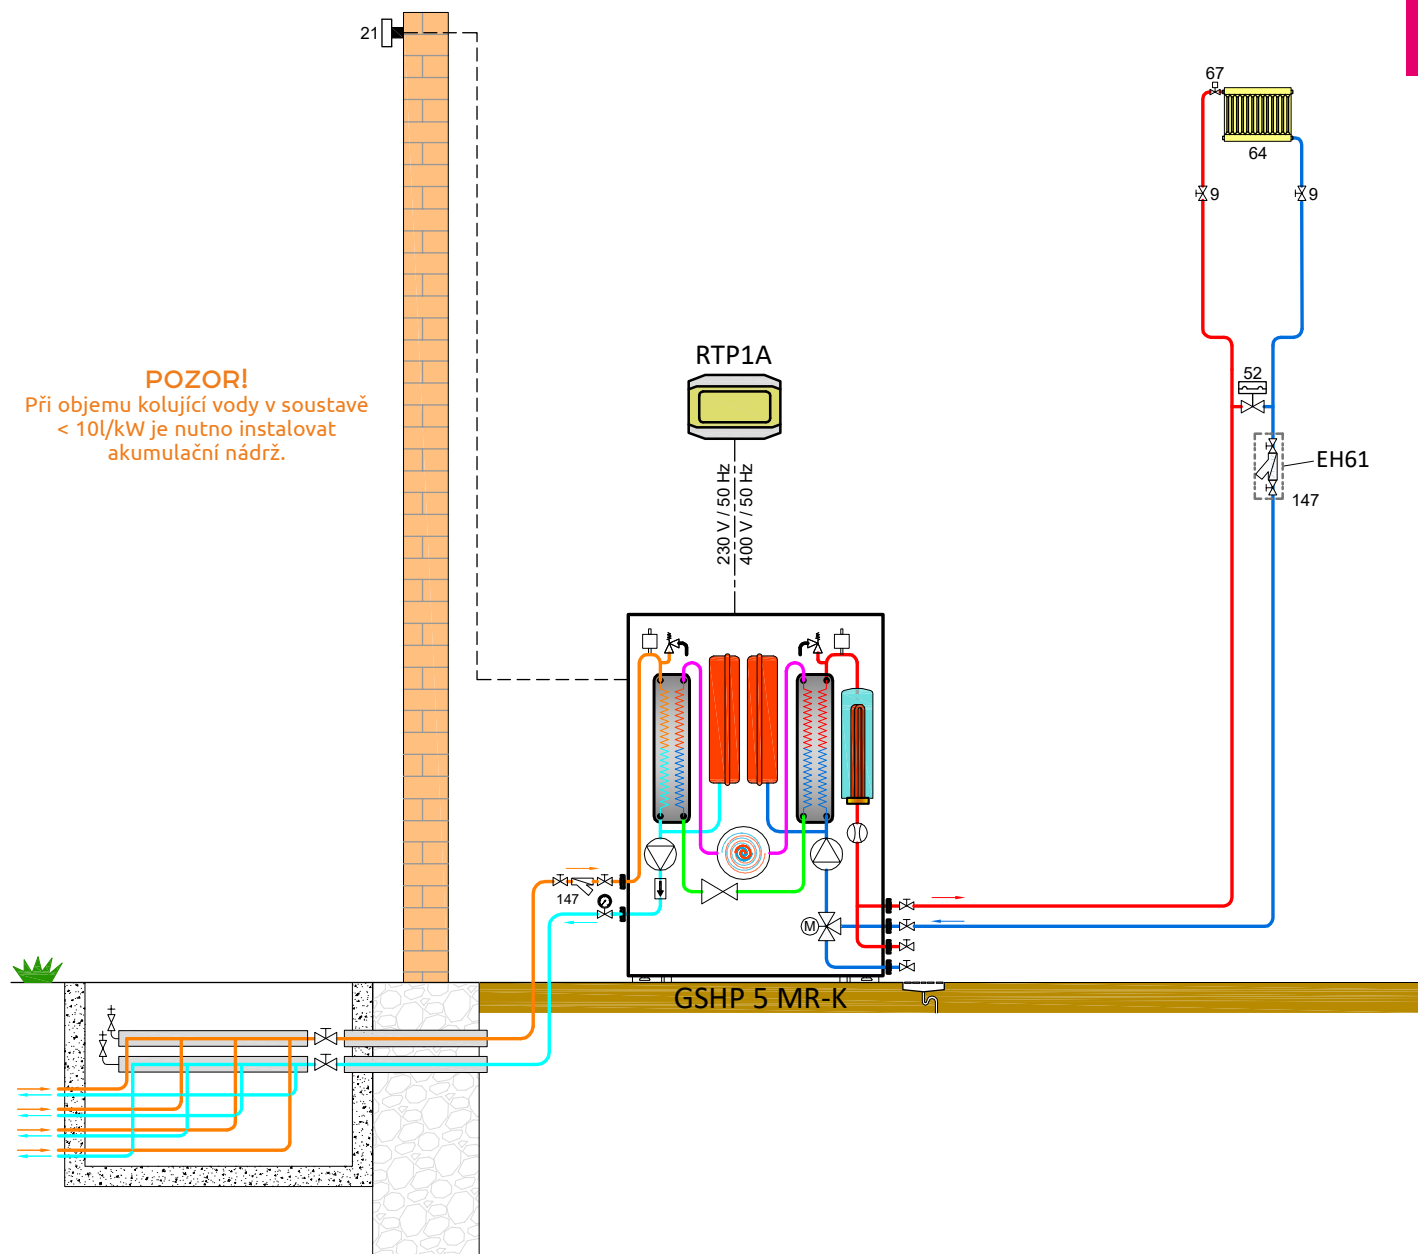 21
67
64
9
9
RTP1A
POZOR!
Při objemu kolující vody v soustavě
< 10l/kW je nutno instalovat
akumulační nádrž.
52
EH61
147
230 V / 50 Hz
400 V / 50 Hz
147
M
GSHP 5 MR-K